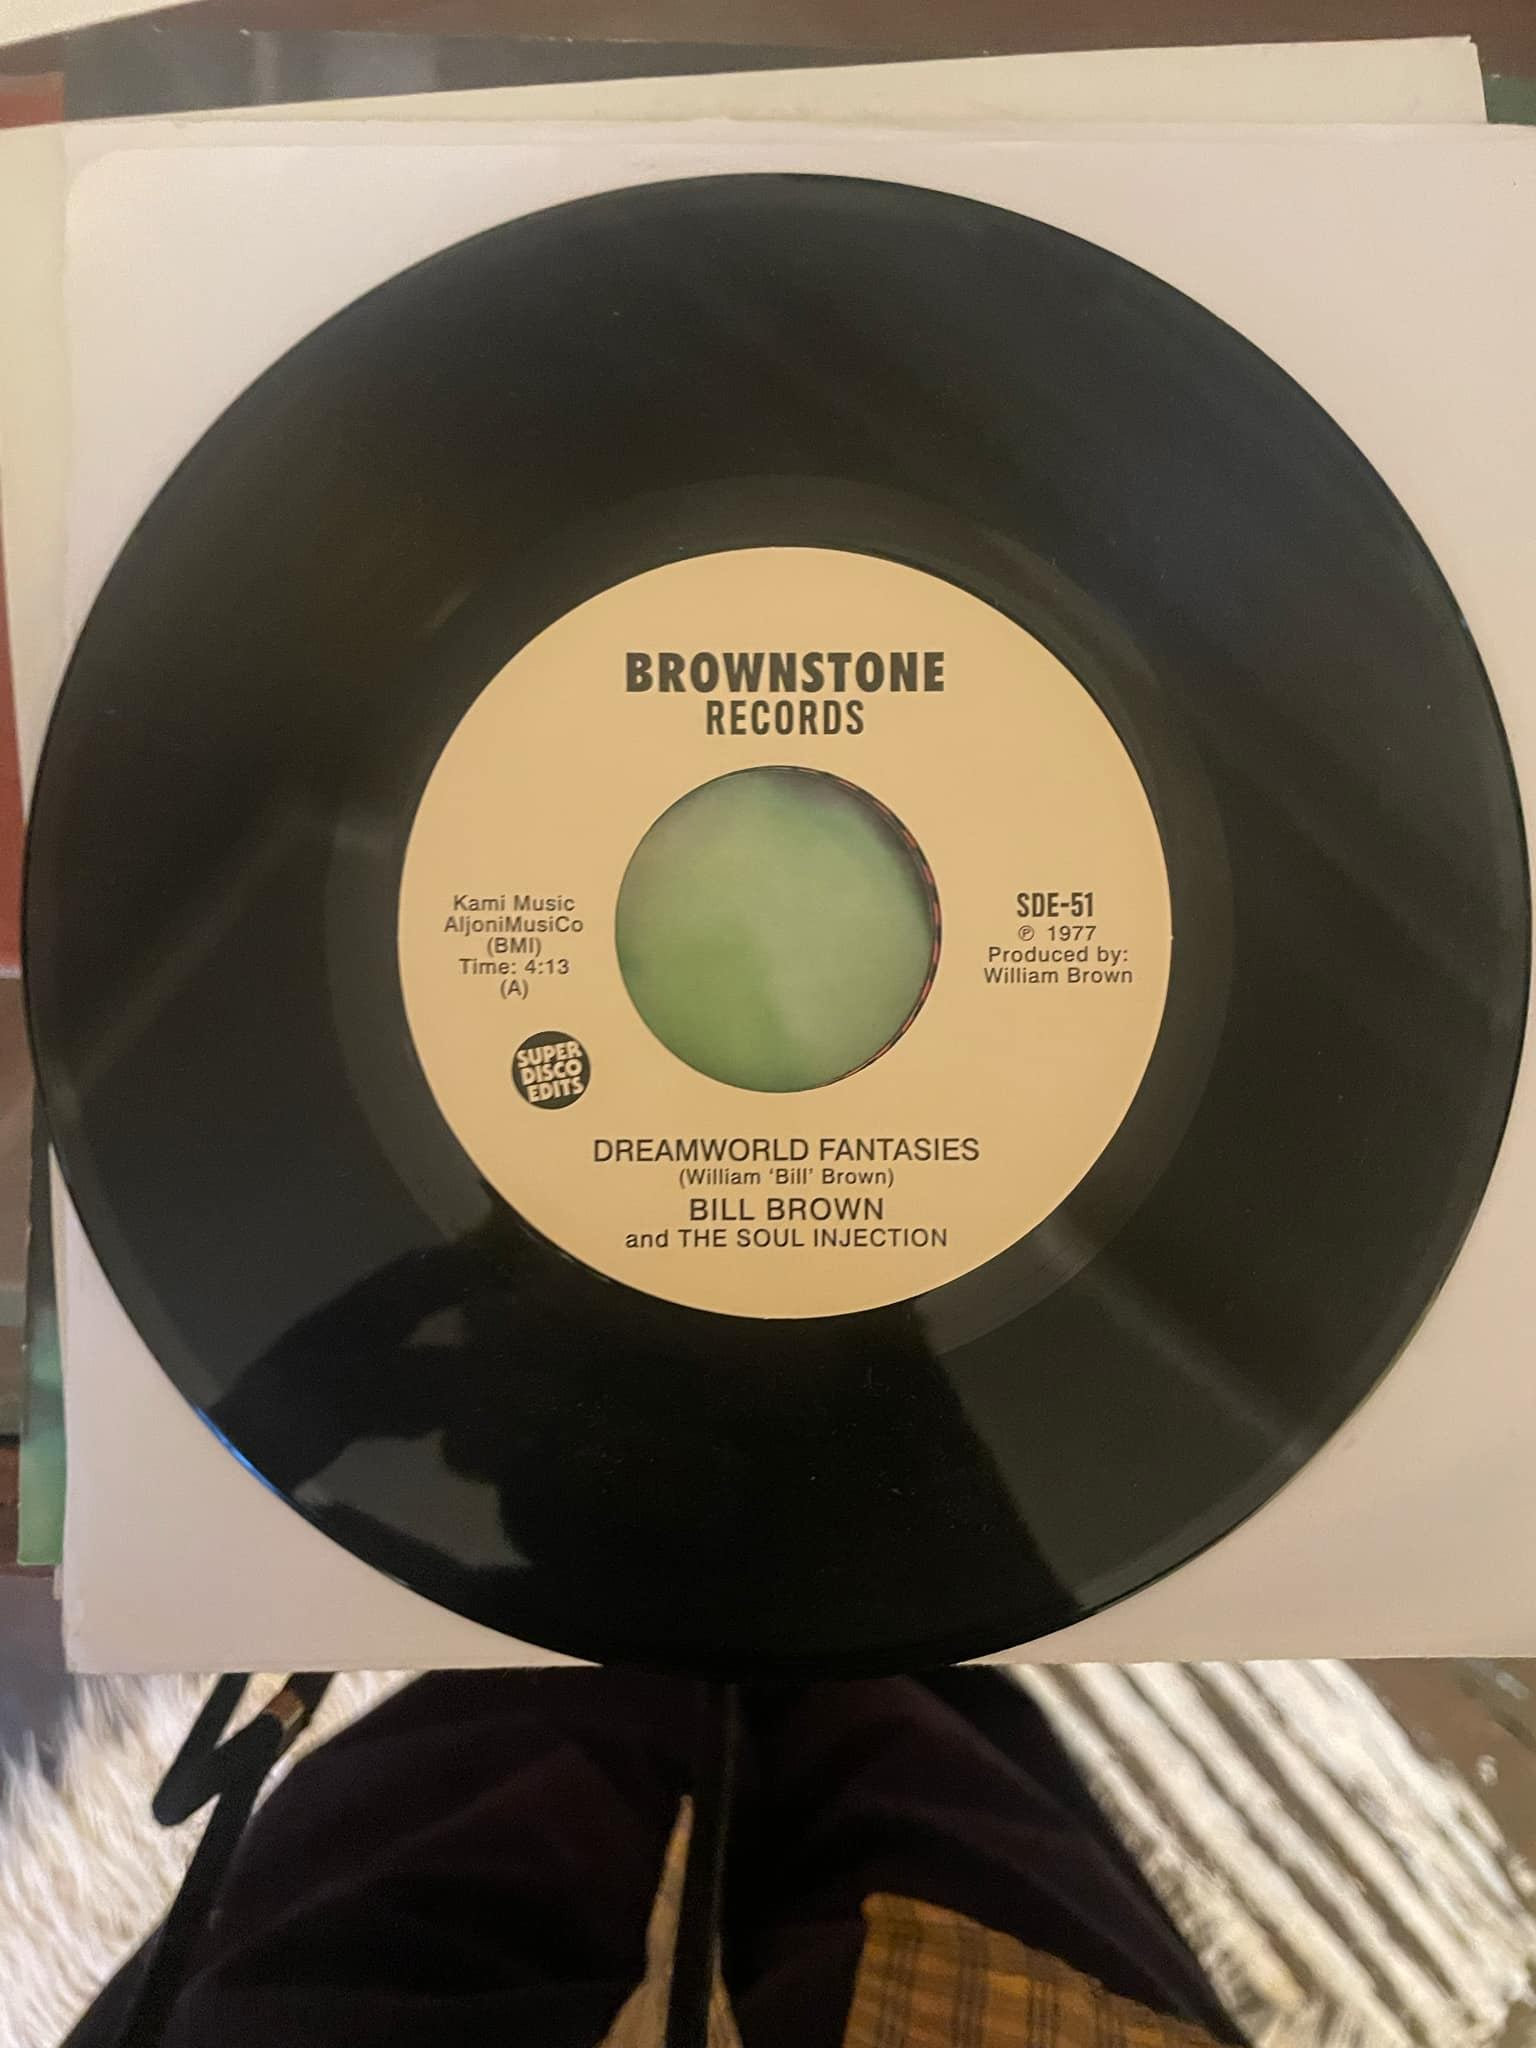 BROWNSTONE
RECORDS
Kami Music
AljoniMusiCo
(BMI)
Time: 4:13
(A)
SDE-51
℗ 1977
Produced by:
William Brown
SUPER
DISCO
EDITS
DREAMWORLD FANTASIES
(William ‘Bill’ Brown)
BILL BROWN
and THE SOUL INJECTION